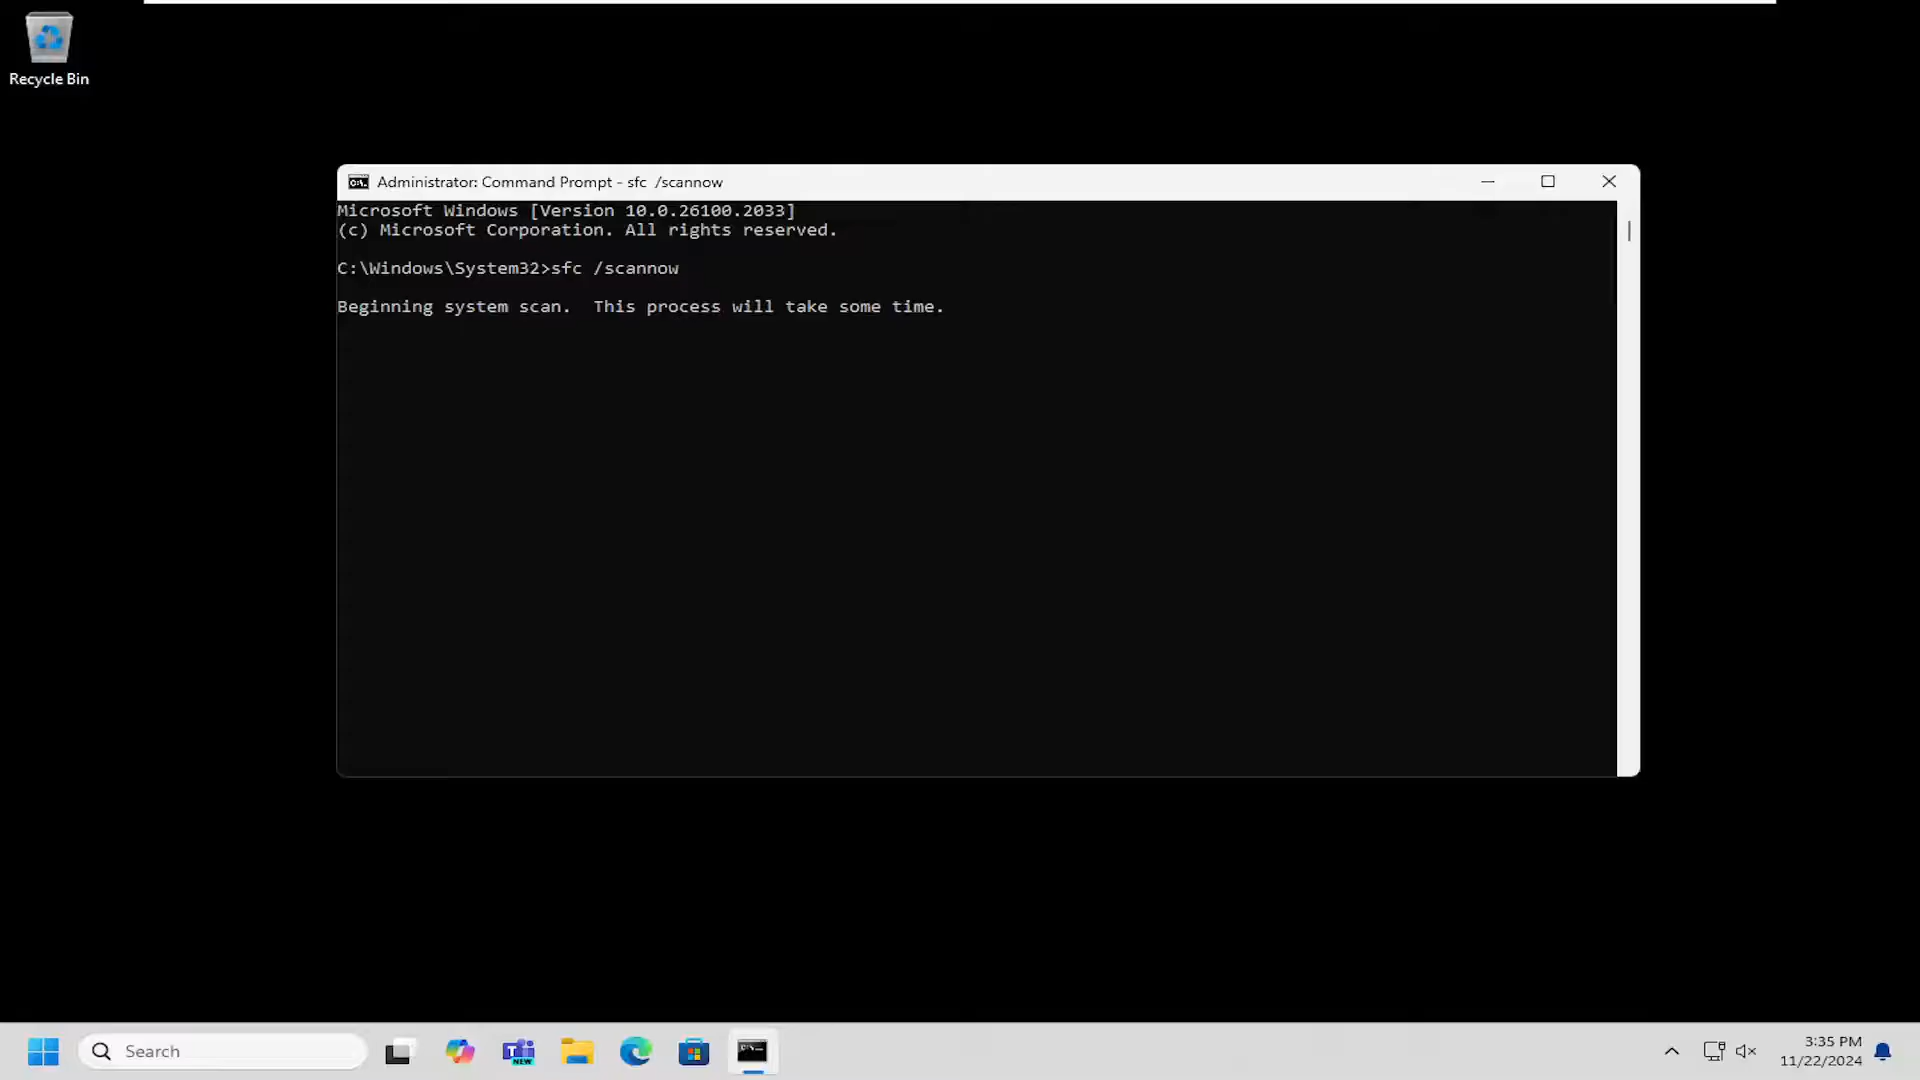 Recycle Bin
Administrator: Command Prompt - sfc  /scannow
Microsoft Windows [Version 10.0.26100.2033]
(c) Microsoft Corporation. All rights reserved.
C:\Windows\System32>sfc /scannow
Beginning system scan.  This process will take some time.
Search
NEW
3:35 PM
11/22/2024